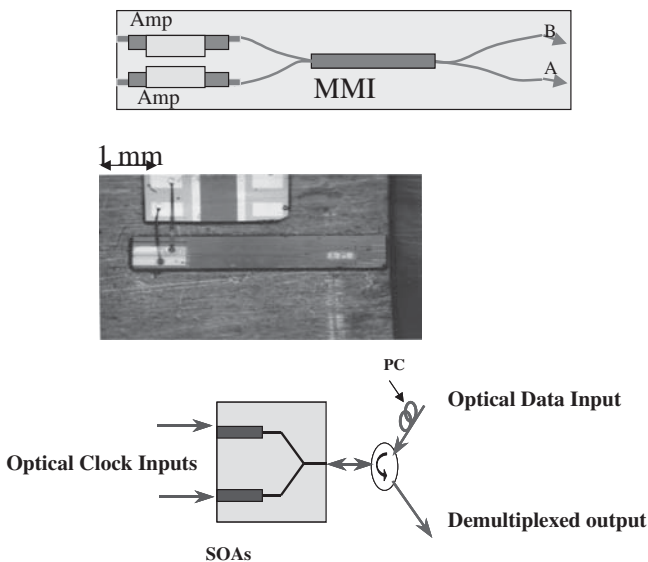 Amp
B
A
MMI
Amp
1 mm
PC
Optical Data Input
Optical Clock Inputs
Demultiplexed output
SOAs